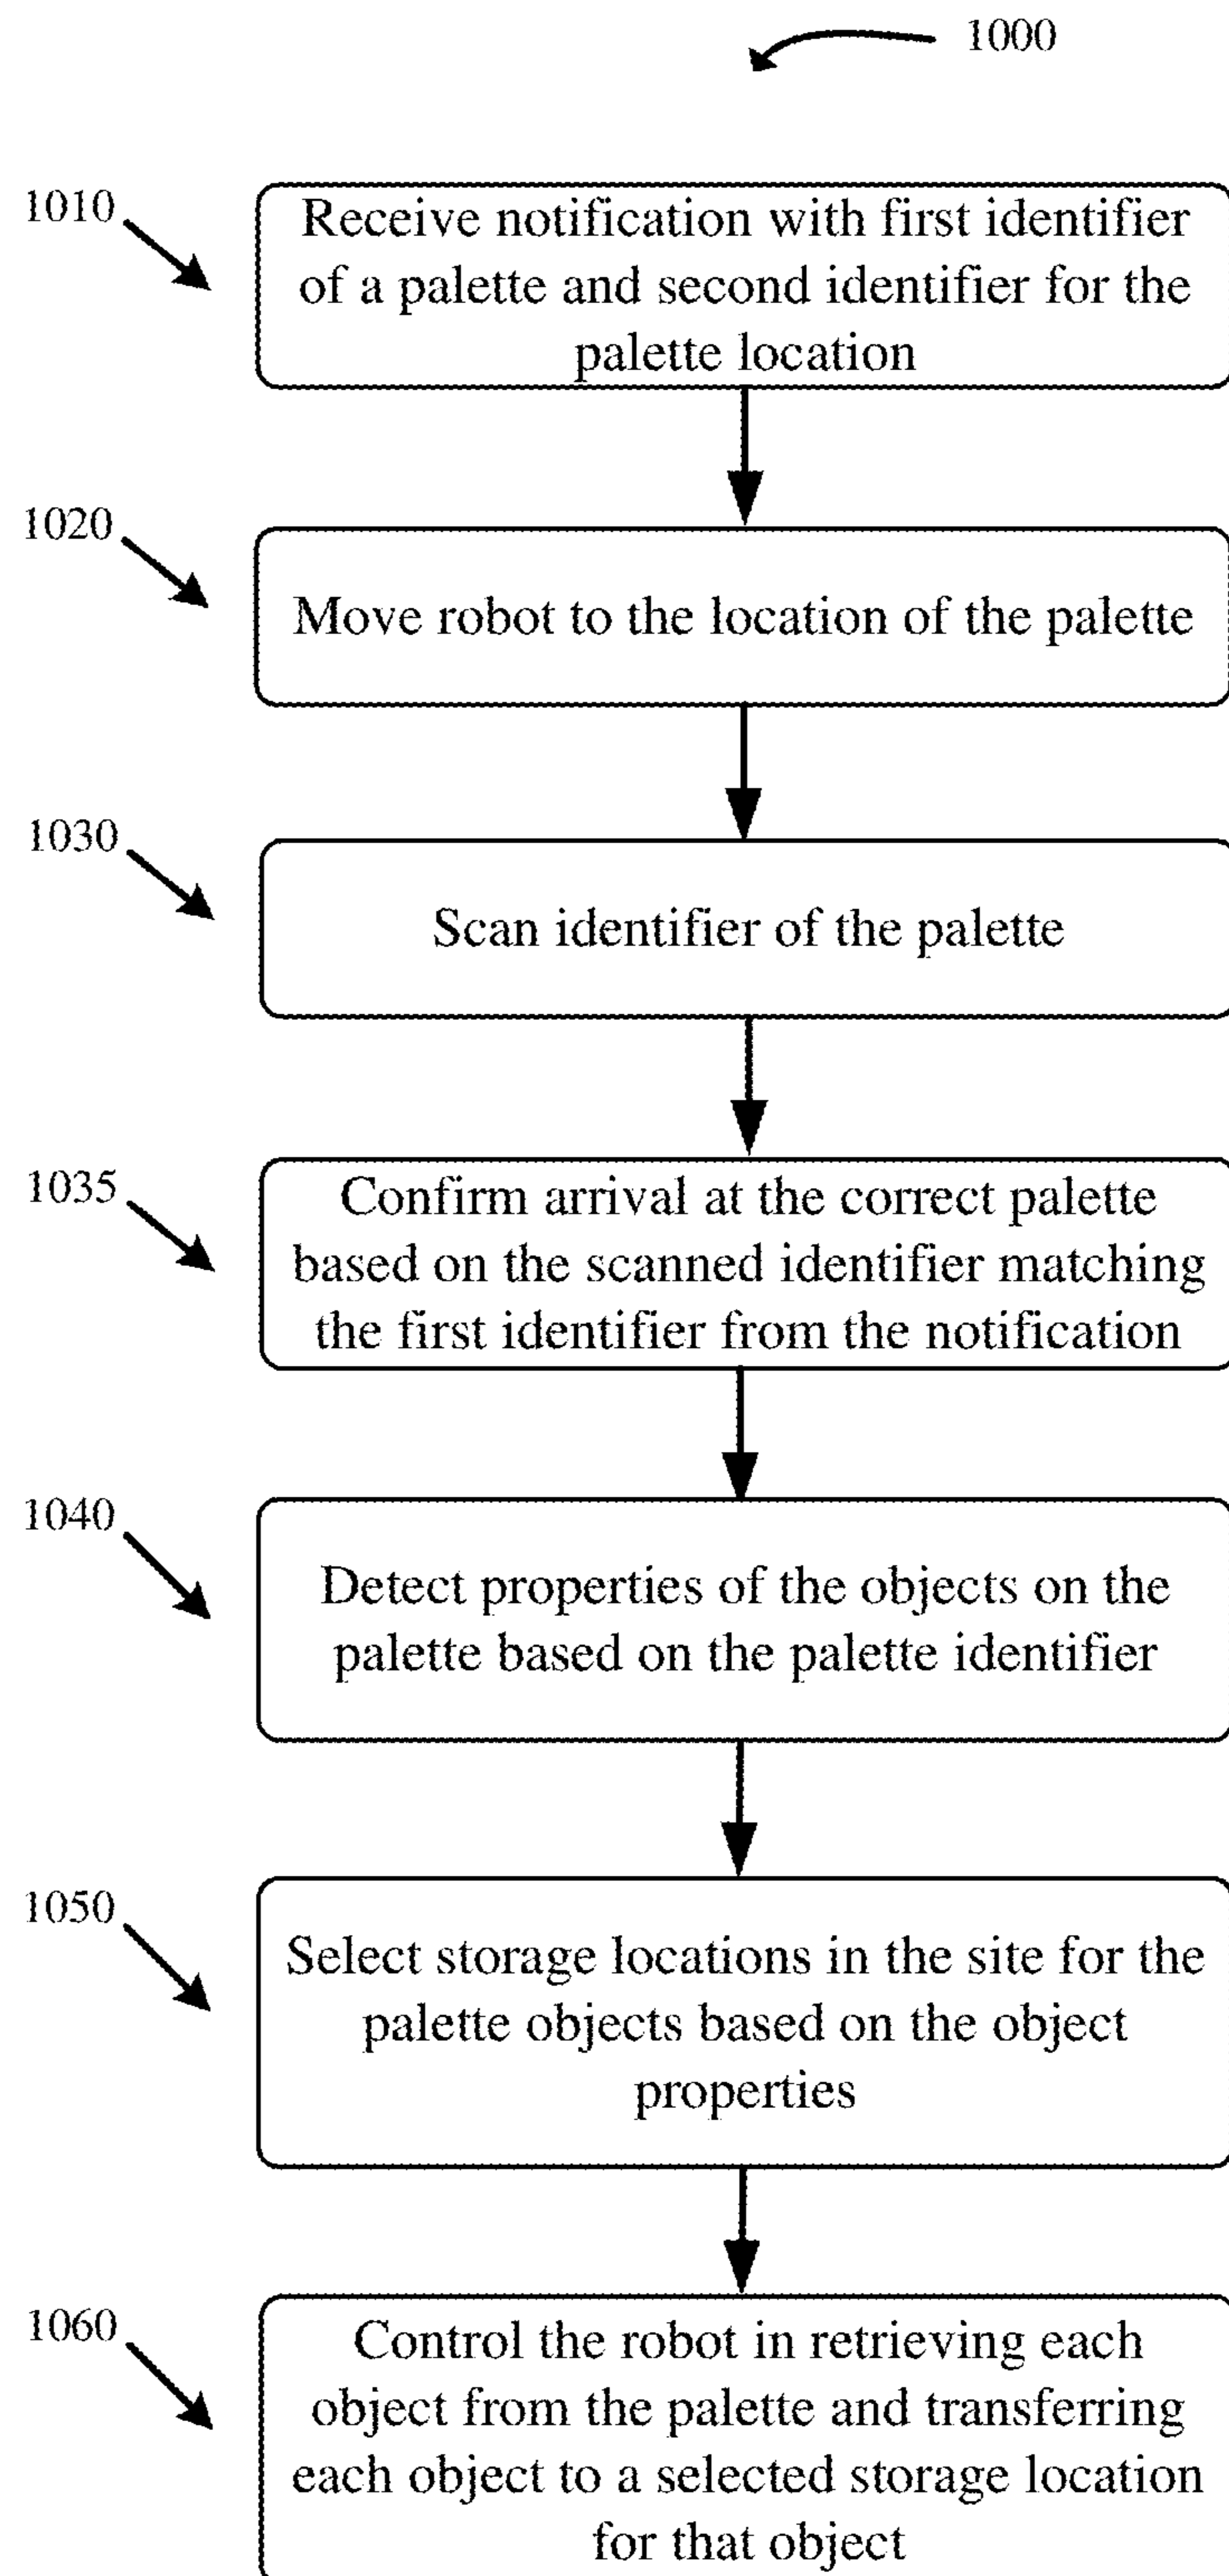 1000
1010
Receive notification with first identifier
of a palette and second identifier for the
palette location
1020
Move robot to the location of the palette
1030
Scan identifier of the palette
1035
Confirm arrival at the correct palette
based on the scanned identifier matching
the first identifier from the notification
1040
Detect properties of the objects on the
palette based on the palette identifier
1050
Select storage locations in the site for the
palette objects based on the object
properties
1060
Control the robot in retrieving each
object from the palette and transferring
each object to a selected storage location
for that object